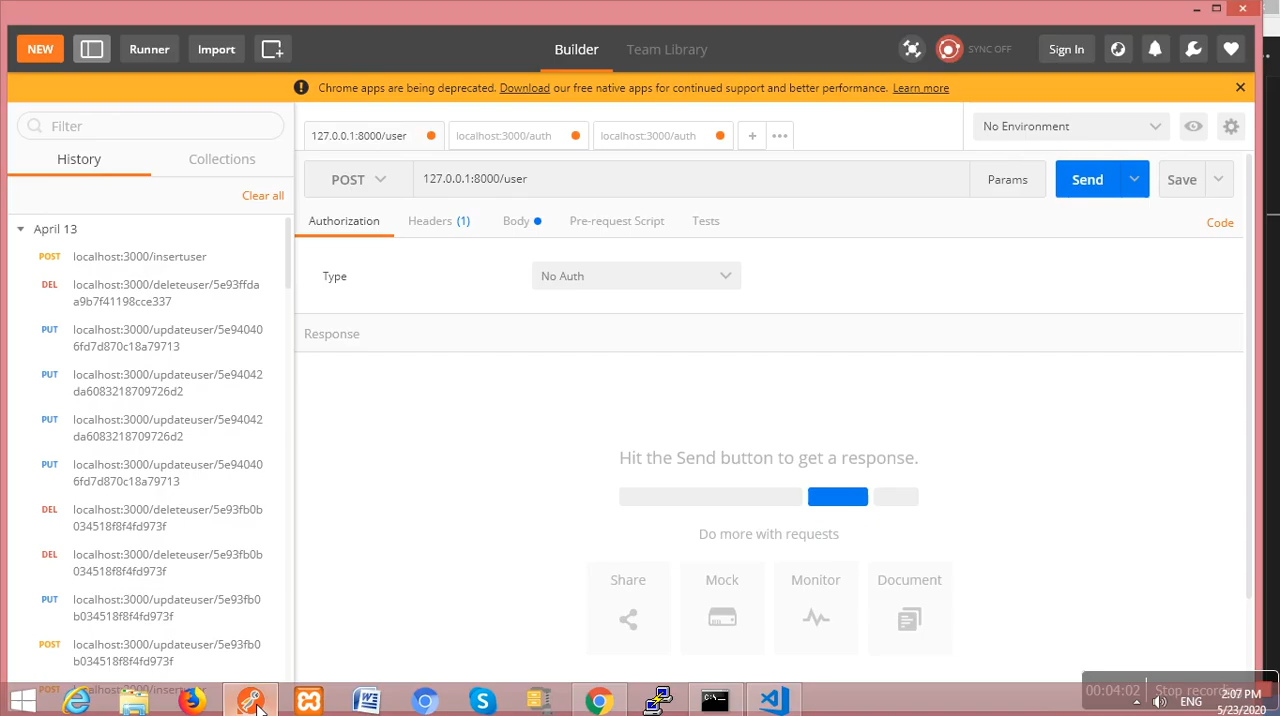 NEW
Runner
Import
Builder
Team Library
SYNC OFF
Sign In
Chrome apps are being deprecated. Download our free native apps for continued support and better performance. Learn more
Filter
127.0.0.1:8000/user
localhost:3000/auth
localhost:3000/auth
No Environment
History
Collections
POST
127.0.0.1:8000/user
Params
Send
Save
Clear all
Authorization
Headers (1)
Body
Pre-request Script
Tests
Code
April 13
POST localhost:3000/insertuser
Type
No Auth
DEL localhost:3000/deleteuser/5e93ffda
a9b7f41198cce337
PUT localhost:3000/updateuser/5e94040
6fd7d870c18a79713
Response
PUT localhost:3000/updateuser/5e94042
da6083218709726d2
PUT localhost:3000/updateuser/5e94042
da6083218709726d2
PUT localhost:3000/updateuser/5e94040
6fd7d870c18a79713
DEL localhost:3000/deleteuser/5e93fb0b
034518f8f4fd973f
DEL localhost:3000/deleteuser/5e93fb0b
034518f8f4fd973f
PUT localhost:3000/updateuser/5e93fb0
b034518f8f4fd973f
POST localhost:3000/updateuser/5e93fb0
b034518f8f4fd973f
POST localhost:3000/insertuser
Hit the Send button to get a response.
Do more with requests
Share
Mock
Monitor
Document
00:04:02
Stop recording
ENG
2:07 PM
5/23/2020